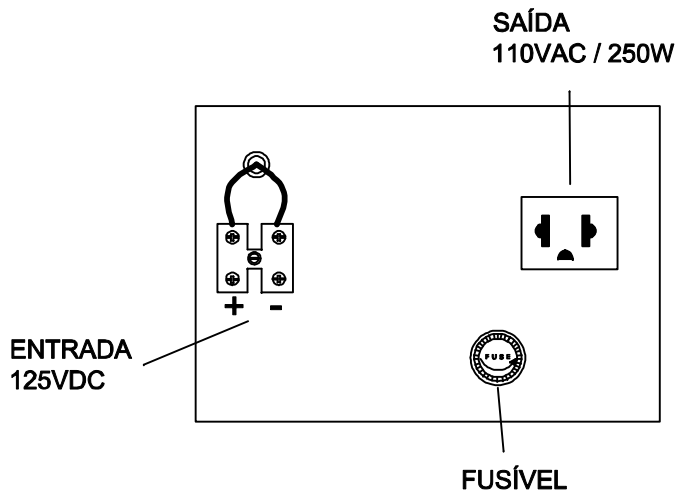 SAÍDA
110VAC / 250W
+ -
ENTRADA
125VDC
FUSE
FUSÍVEL